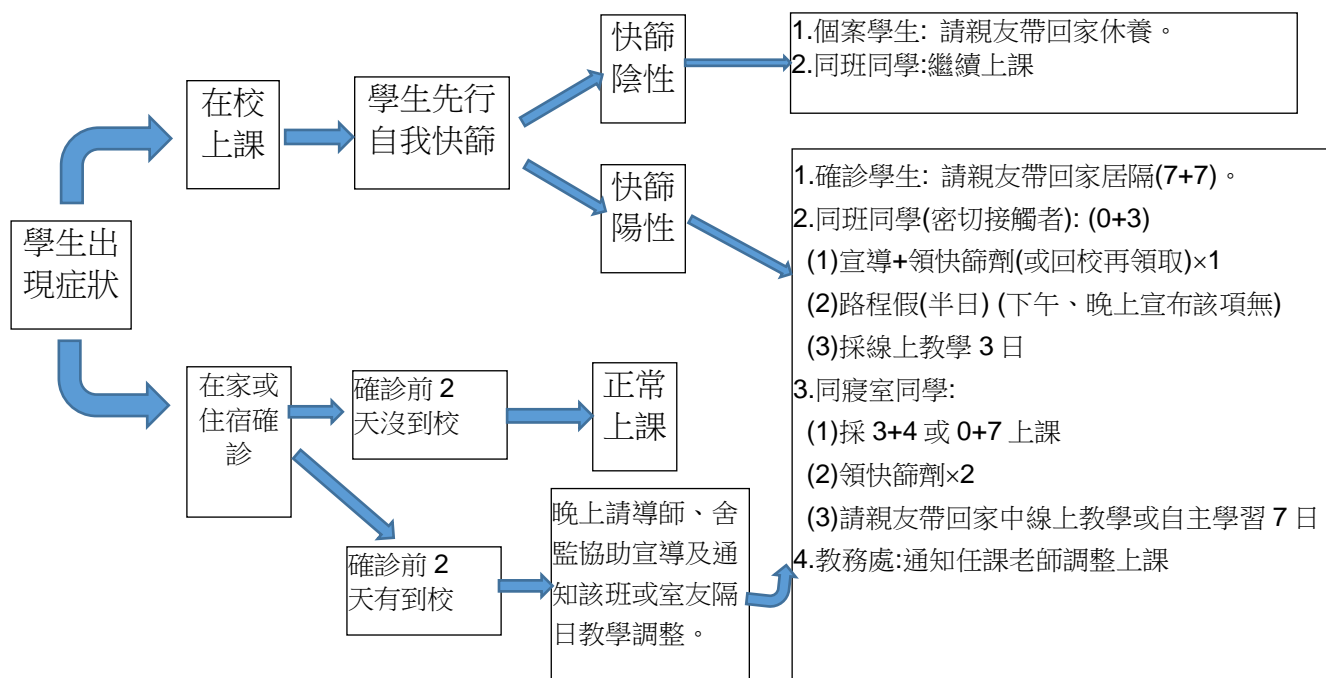 學生出
現症狀
在校
上課
學生先行
自我快篩
快篩
陰性
1.個案學生: 請親友帶回家休養。
2.同班同學:繼續上課
快篩
陽性
1.確診學生: 請親友帶回家居隔(7+7)。
2.同班同學(密切接觸者): (0+3)
(1)宣導+領快篩劑(或回校再領取)×1
(2)路程假(半日) (下午、晚上宣布該項無)
(3)採線上教學 3 日
3.同寢室同學:
(1)採 3+4 或 0+7 上課
(2)領快篩劑×2
(3)請親友帶回家中線上教學或自主學習 7 日
4.教務處:通知任課老師調整上課
在家或
住宿確
診
確診前 2
天沒到校
正常
上課
確診前 2
天有到校
晚上請導師、舍
監協助宣導及通
知該班或室友隔
日教學調整。